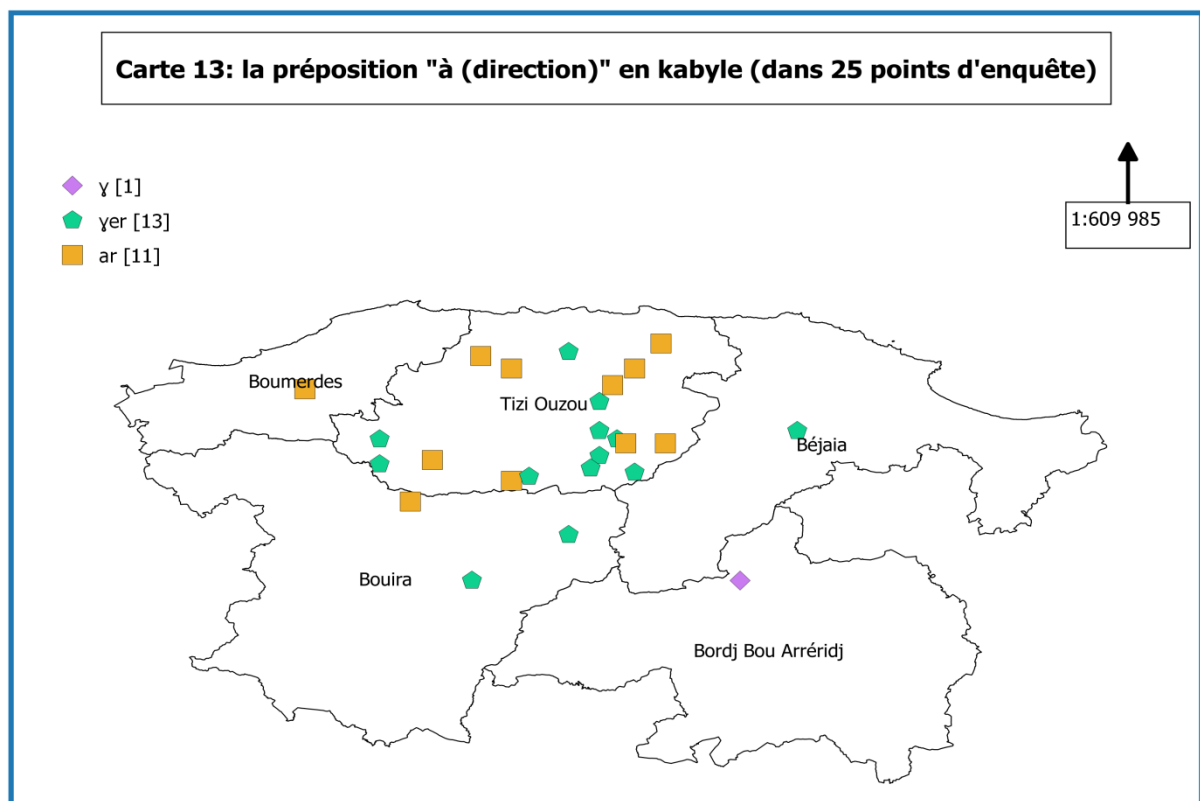 Carte 13: la préposition "à (direction)" en kabyle (dans 25 points d'enquête)
ɣ [1]
ɣer [13]
ar [11]
1:609 985
Boumerdes
Tizi Ouzou
Béjaia
Bouira
Bordj Bou Arréridj